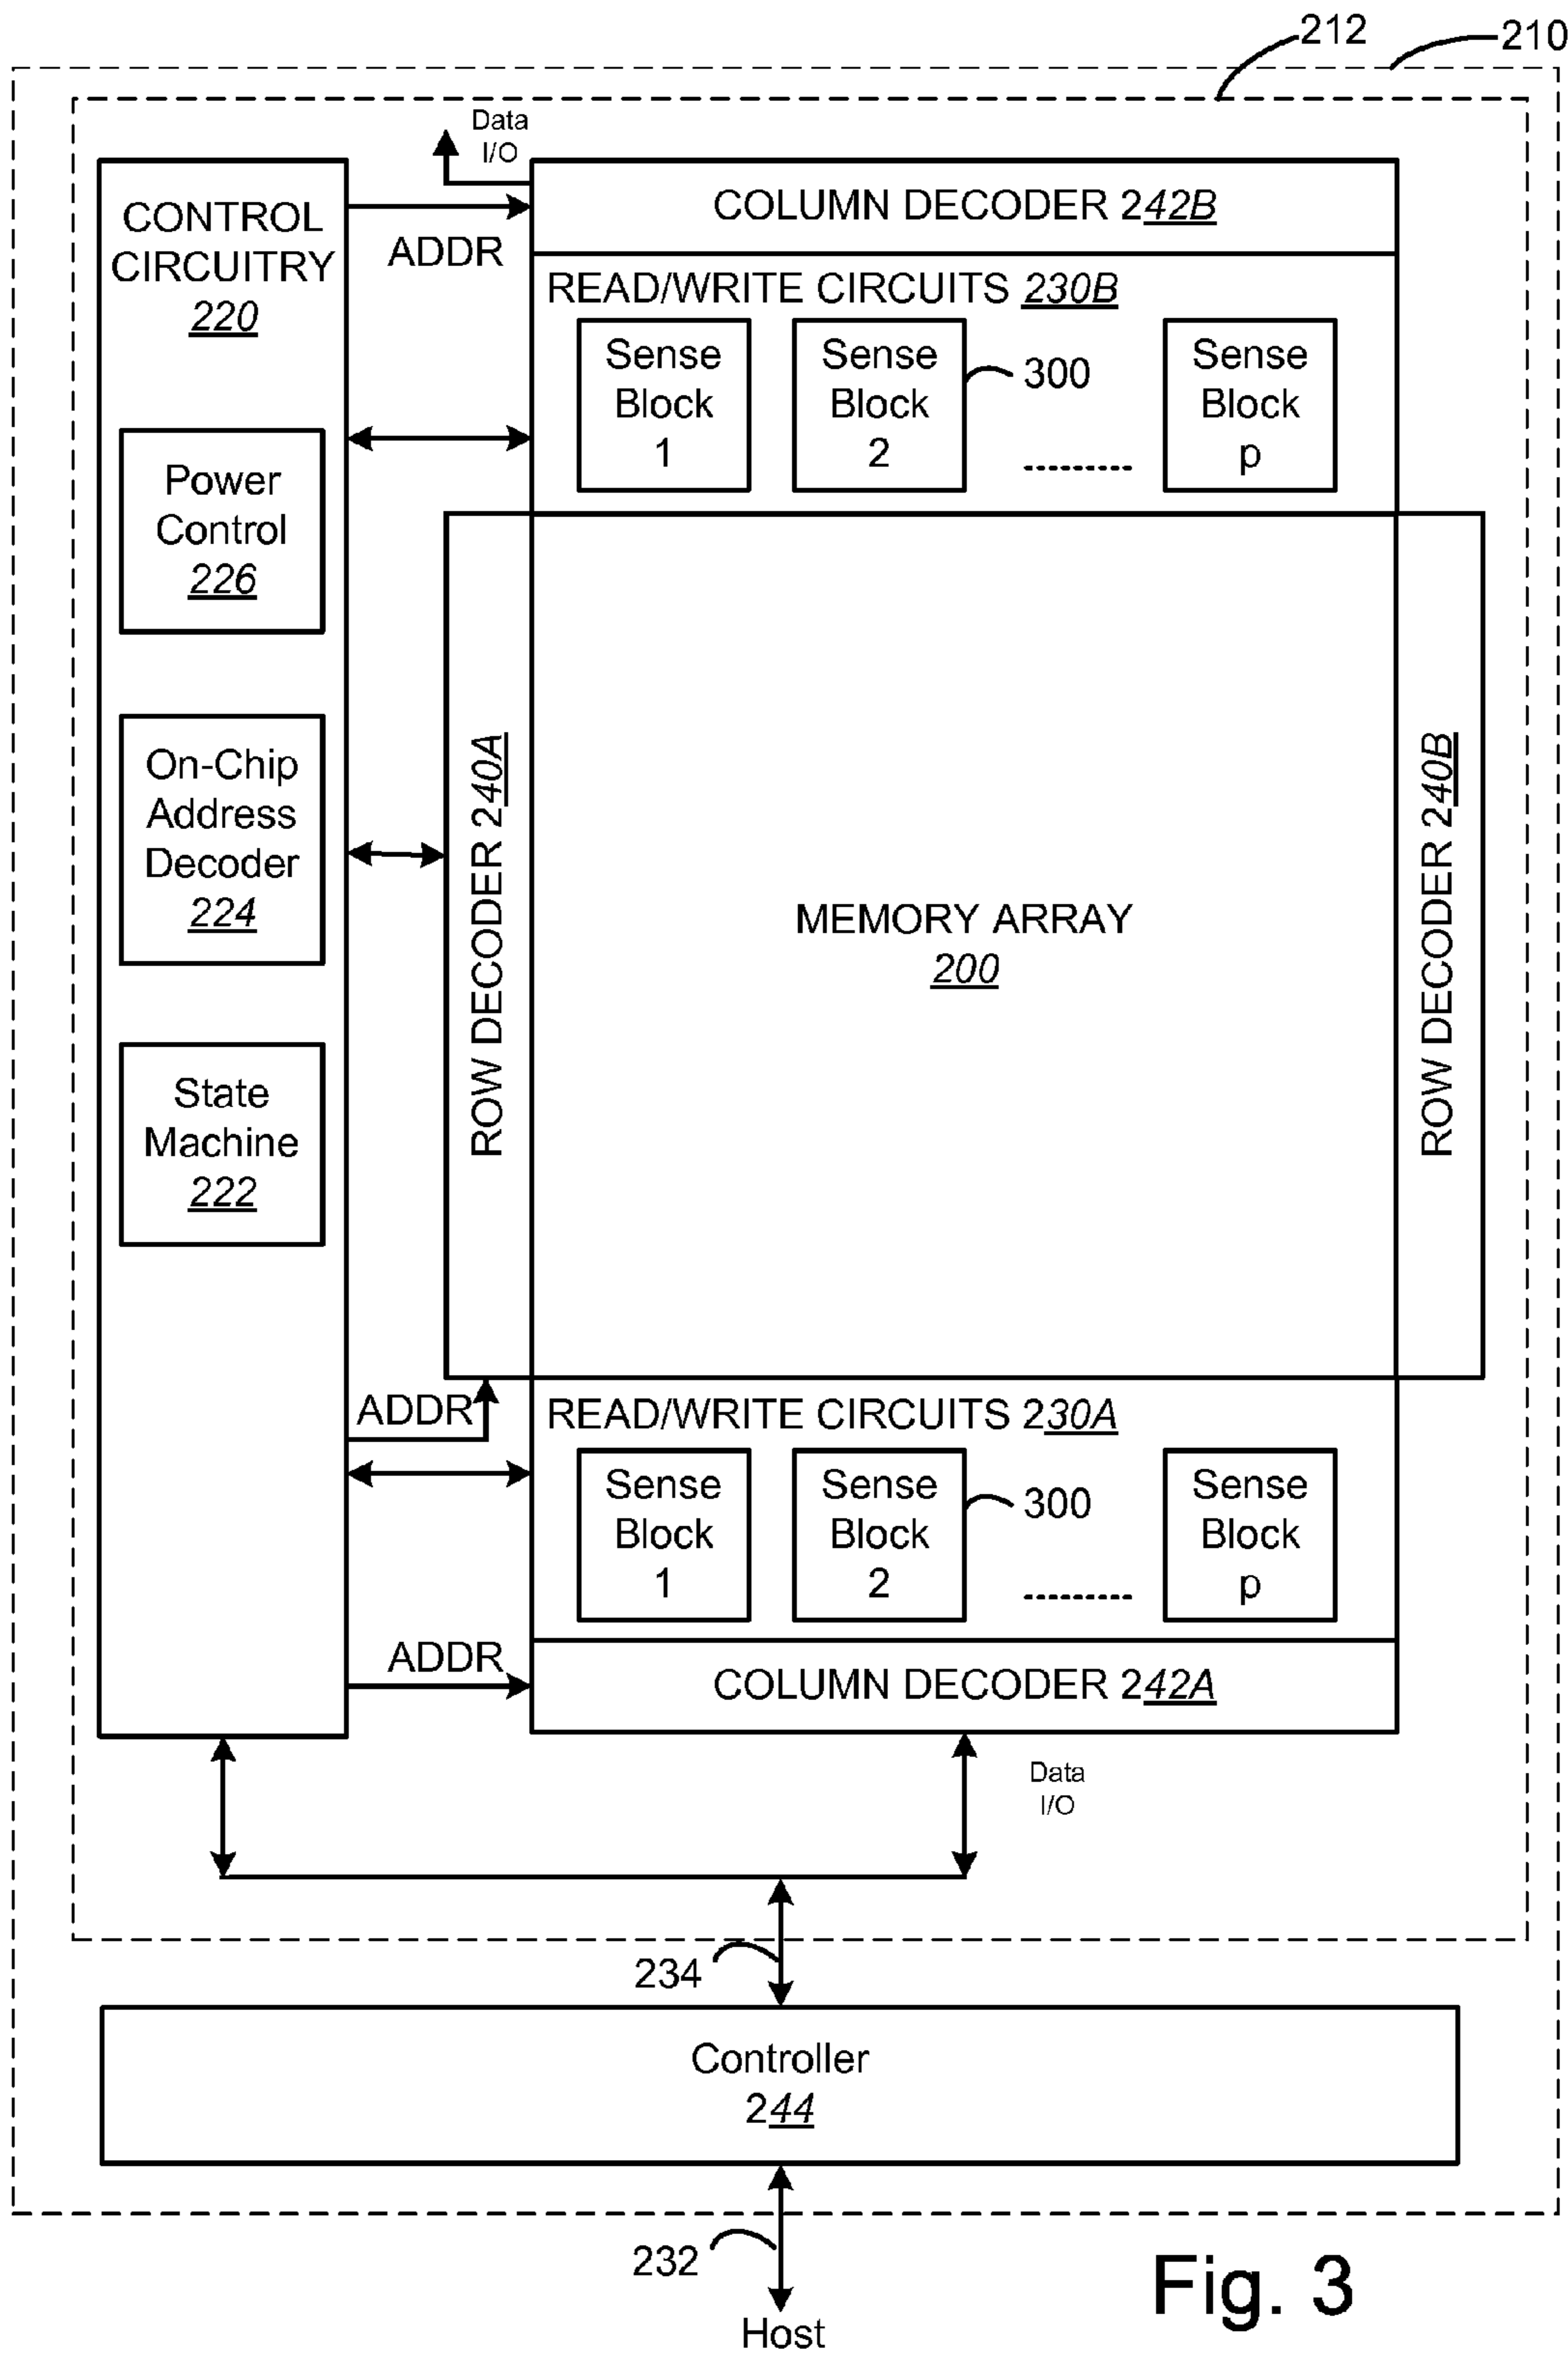 212
210
Data
I/O
CONTROL
CIRCUITRY
220
ADDR
COLUMN DECODER 242B
READ/WRITE CIRCUITS 230B
Sense
Block
1
Sense
Block
2
300
.........
Sense
Block
p
Power
Control
226
On-Chip
Address
Decoder
224
State
Machine
222
ROW DECODER 240A
MEMORY ARRAY
200
ROW DECODER 240B
ADDR
READ/WRITE CIRCUITS 230A
Sense
Block
1
Sense
Block
2
300
.........
Sense
Block
p
ADDR
COLUMN DECODER 242A
Data
I/O
234
Controller
244
232
Host
Fig. 3